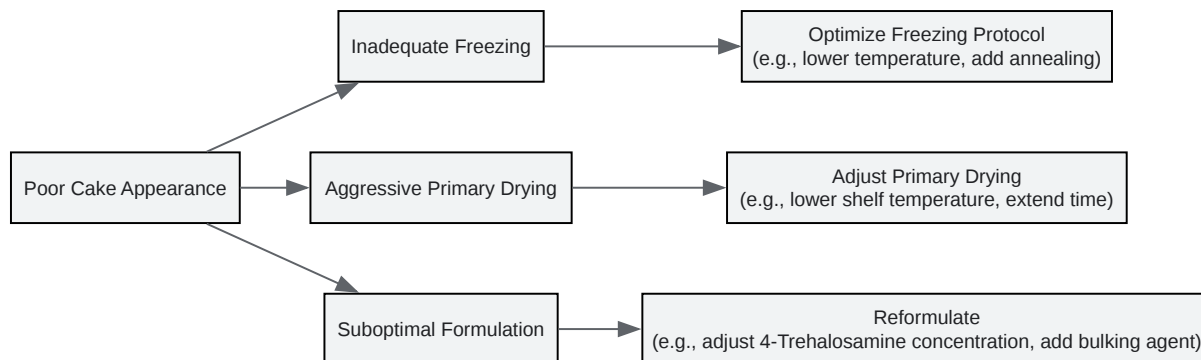 Inadequate Freezing
Optimize Freezing Protocol
(e.g., lower temperature, add annealing)
Poor Cake Appearance
Aggressive Primary Drying
Adjust Primary Drying
(e.g., lower shelf temperature, extend time)
Suboptimal Formulation
Reformulate
(e.g., adjust 4-Trehalosamine concentration, add bulking agent)